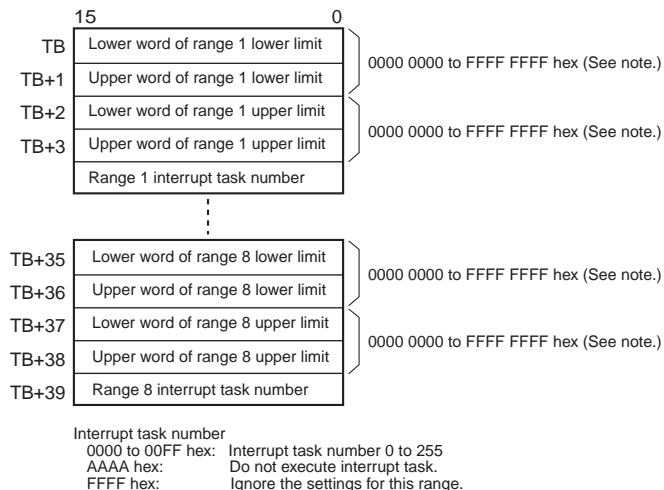 15 0
TB Lower word of range 1 lower limit 0000 0000 to FFFF FFFF hex (See note.)
TB+1 Upper word of range 1 lower limit
TB+2 Lower word of range 1 upper limit 0000 0000 to FFFF FFFF hex (See note.)
TB+3 Upper word of range 1 upper limit
Range 1 interrupt task number
TB+35 Lower word of range 8 lower limit 0000 0000 to FFFF FFFF hex (See note.)
TB+36 Upper word of range 8 lower limit
TB+37 Lower word of range 8 upper limit 0000 0000 to FFFF FFFF hex (See note.)
TB+38 Upper word of range 8 upper limit
TB+39 Range 8 interrupt task number
Interrupt task number
0000 to 00FF hex: Interrupt task number 0 to 255
AAAA hex: Do not execute interrupt task.
FFFF hex: Ignore the settings for this range.